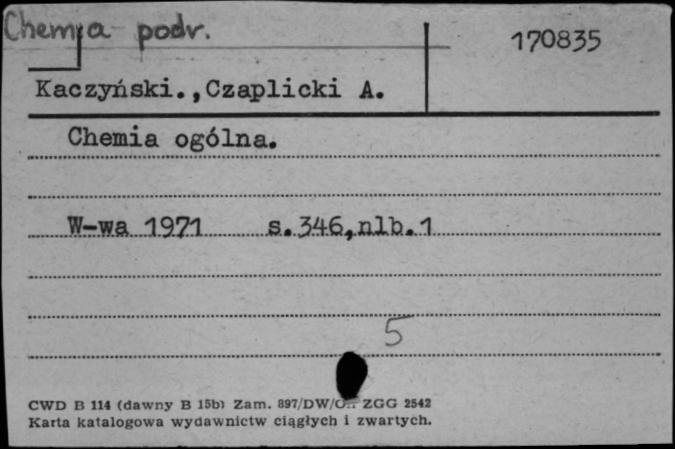 Chemia podr.
170835
Kaczyński.,Czaplicki A.
Chemia ogólna.
W-wa 1971 s.346,nlb.1
5
CWD B 114 (dawny B 15b) Zam. 897/DW/ ZGG 2542
Karta katalogowa wydawnictw ciągłych i zwartych.